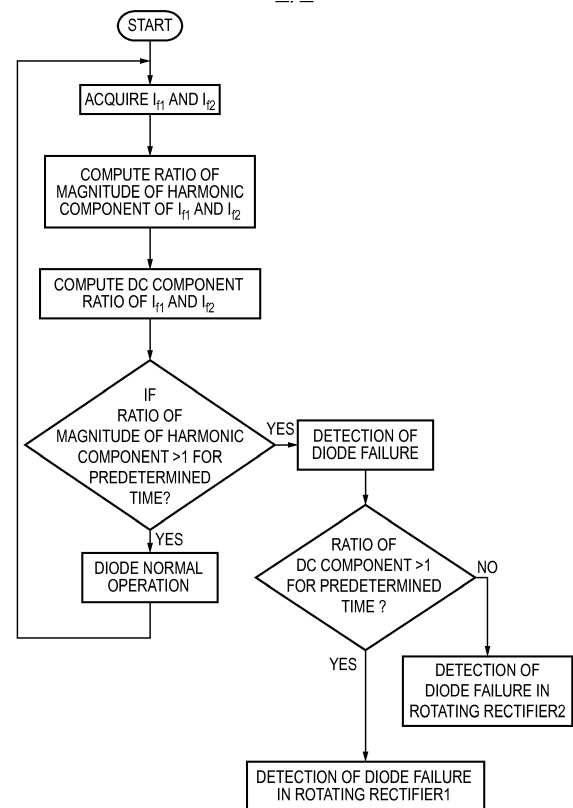 START
ACQUIRE If1 AND If2
COMPUTE RATIO OF
MAGNITUDE OF HARMONIC
COMPONENT OF If1 AND If2
COMPUTE DC COMPONENT
RATIO OF If1 AND If2
IF
RATIO OF
MAGNITUDE OF HARMONIC
COMPONENT >1 FOR
PREDETERMINED
TIME?
YES
DETECTION OF
DIODE FAILURE
YES
DIODE NORMAL
OPERATION
RATIO OF
DC COMPONENT >1
FOR PREDETERMINED
TIME ?
NO
YES
DETECTION OF
DIODE FAILURE IN
ROTATING RECTIFIER2
DETECTION OF DIODE FAILURE
IN ROTATING RECTIFIER1